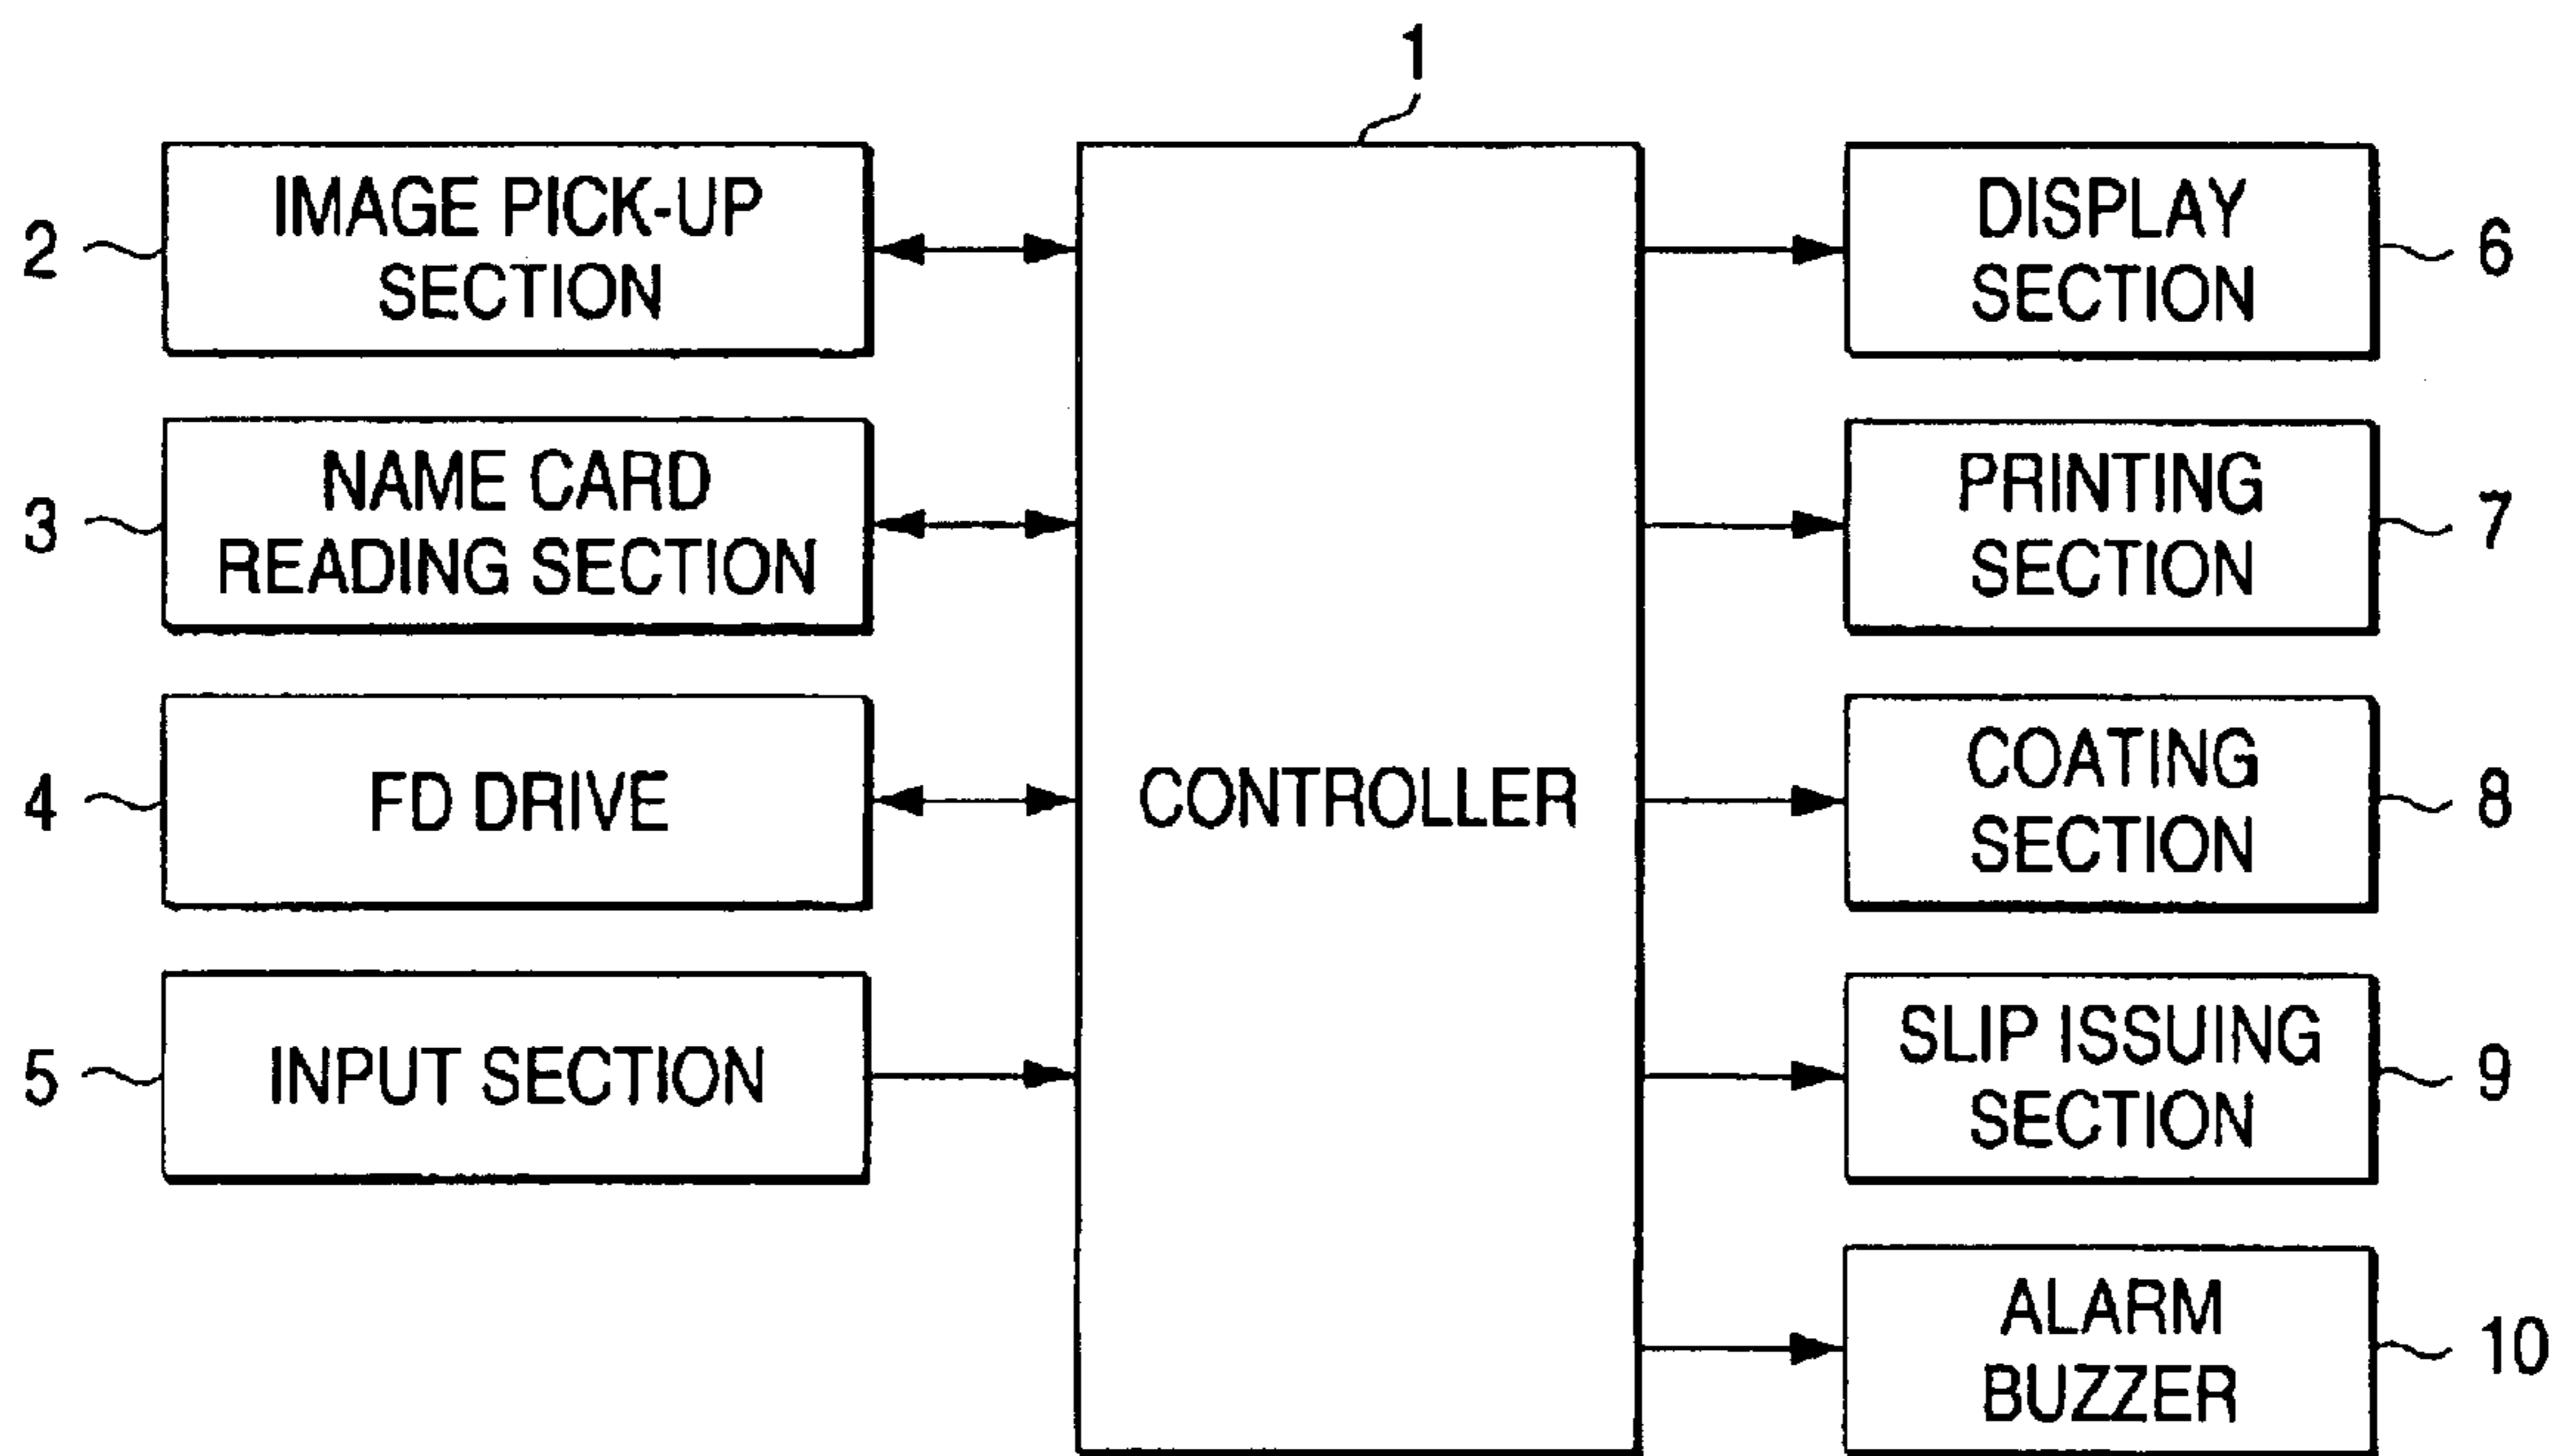 1
2
IMAGE PICK-UP
SECTION
3
NAME CARD
READING SECTION
4
FD DRIVE
5
INPUT SECTION
CONTROLLER
DISPLAY
SECTION
6
PRINTING
SECTION
7
COATING
SECTION
8
SLIP ISSUING
SECTION
9
ALARM
BUZZER
10